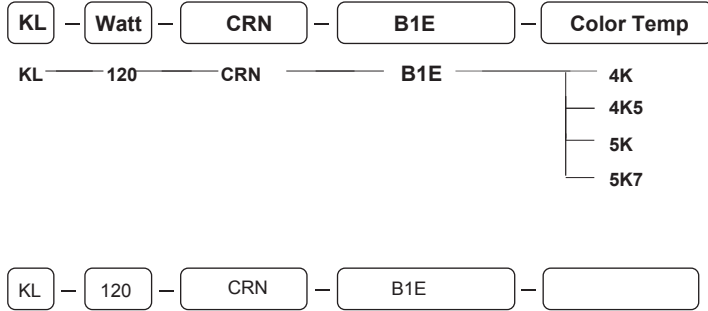 KL – Watt – CRN – B1E – Color Temp
KL 120 CRN B1E 4K
4K5
5K
5K7
KL – 120 – CRN – B1E –